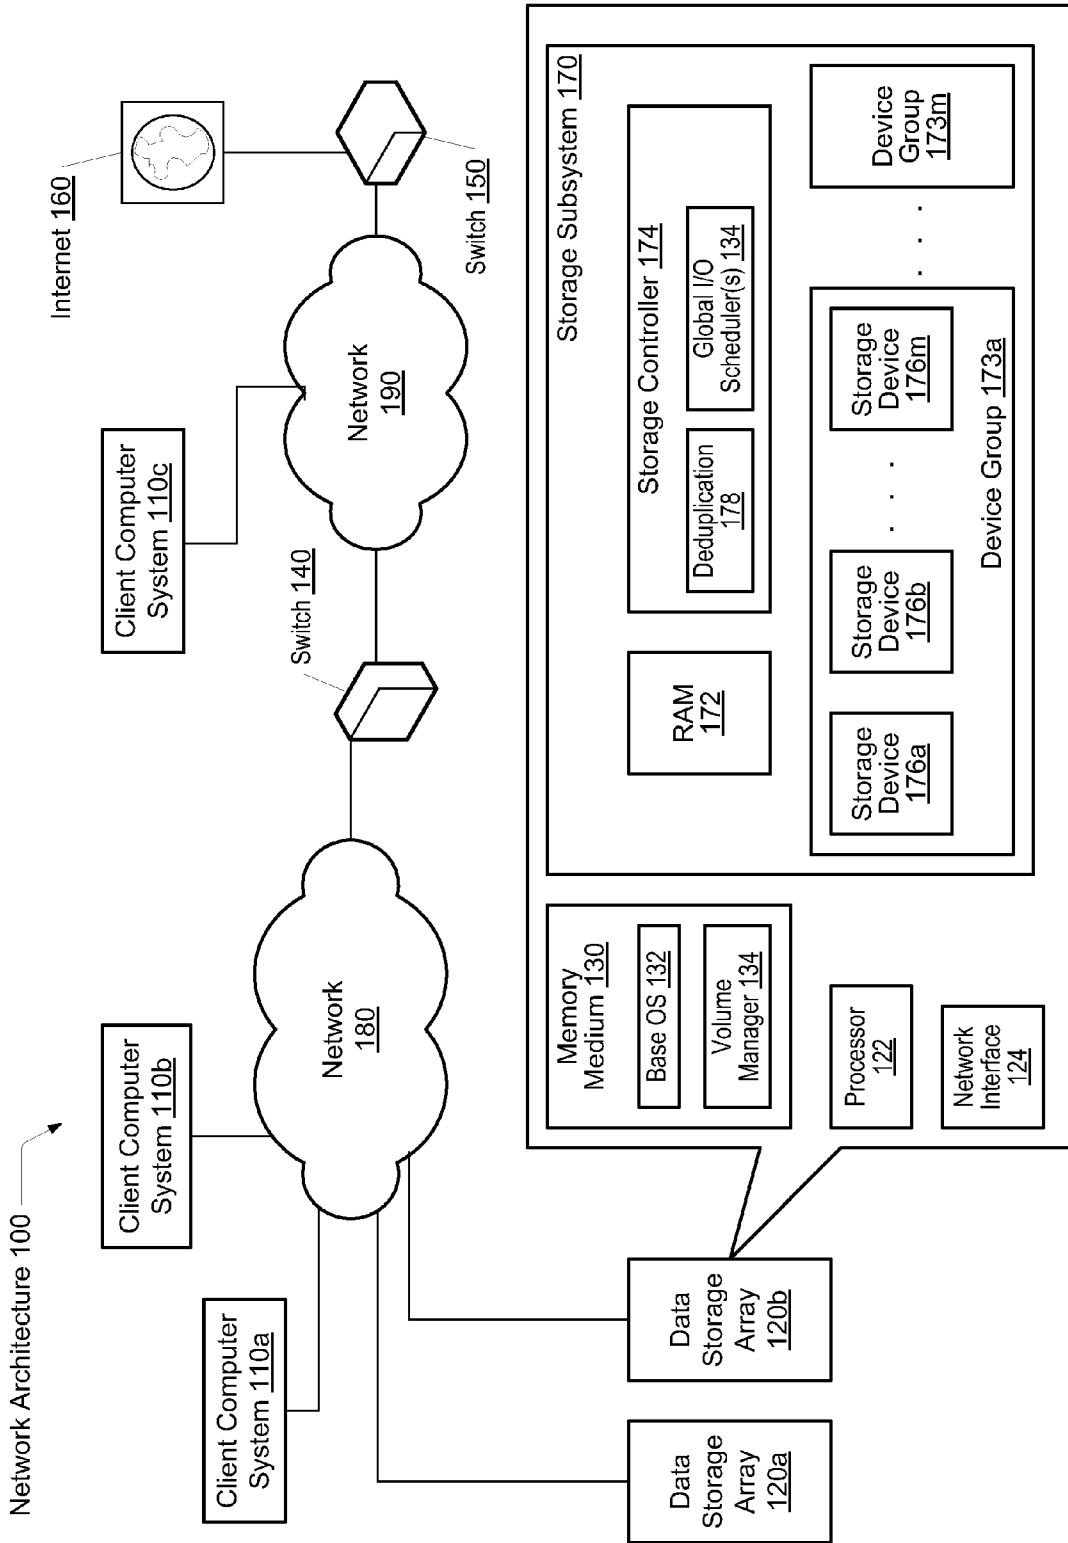 Network Architecture 100
Client Computer
System 110a
Client Computer
System 110b
Client Computer
System 110c
Internet 160
Network
180
Switch 140
Network
190
Switch 150
Data
Storage
Array
120a
Data
Storage
Array
120b
Memory
Medium 130
Base OS 132
Volume
Manager 134
Processor
122
Network
Interface
124
Storage Subsystem 170
RAM
172
Storage Controller 174
Deduplication
178
Global I/O
Scheduler(s) 134
Storage
Device
176a
Storage
Device
176b
. . .
Storage
Device
176m
Device Group 173a
. . .
Device
Group
173m